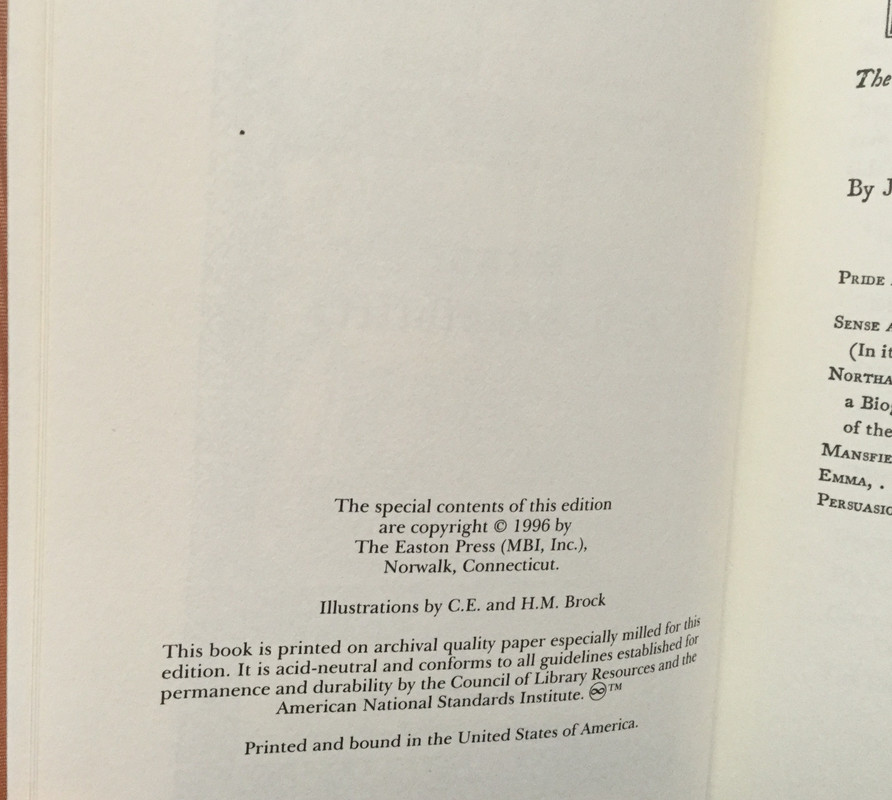 The special contents of this edition
are copyright © 1996 by
The Easton Press (MBI, Inc.),
Norwalk, Connecticut.
Illustrations by C.E. and H.M. Brock
This book is printed on archival quality paper especially milled for this
edition. It is acid-neutral and conforms to all guidelines established for
permanence and durability by the Council of Library Resources and the
American National Standards Institute. ♾™
Printed and bound in the United States of America.
The
By J
PRIDE
SENSE
(In it
a Bio
of the
EMMA, .